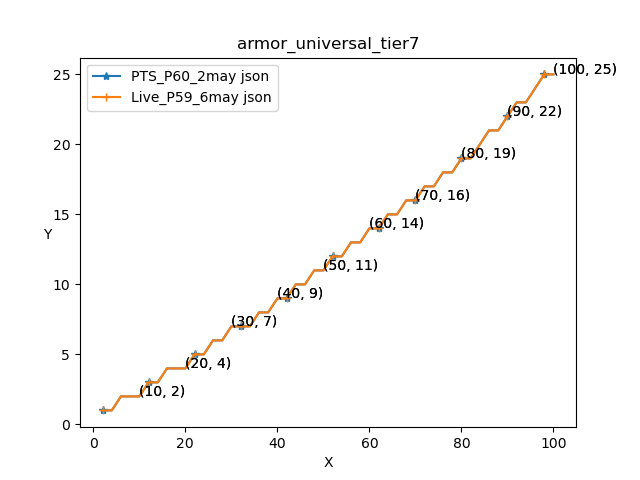 armor_universal_tier7
PTS_P60_2may json
Live_P59_6may json
(100, 25)
(90, 22)
(80, 19)
(70, 16)
(60, 14)
(50, 11)
(40, 9)
(30, 7)
(20, 4)
(10, 2)
25
20
15
10
5
0
Y
0 20 40 60 80 100
X